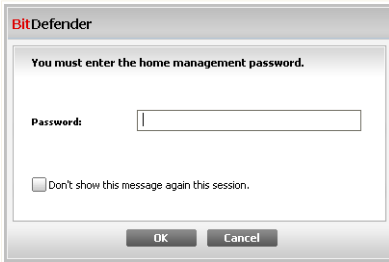 BitDefender
You must enter the home management password.
Password:
Don't show this message again this session.
OK
Cancel